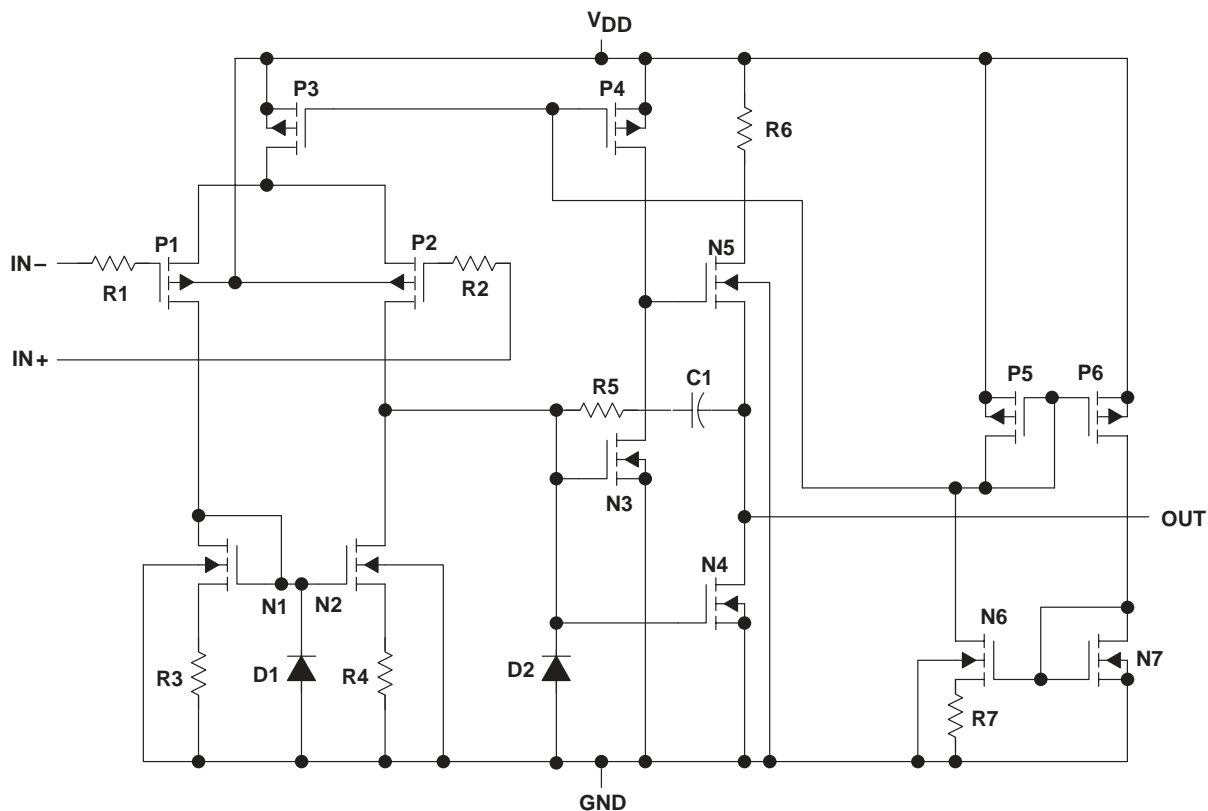 VDD
P3
P4
R6
P1
P2
N5
IN–
R1
R2
IN+
R5
C1
P5
P6
N3
OUT
N1
N2
N4
N6
N7
R3
D1
R4
D2
R7
GND